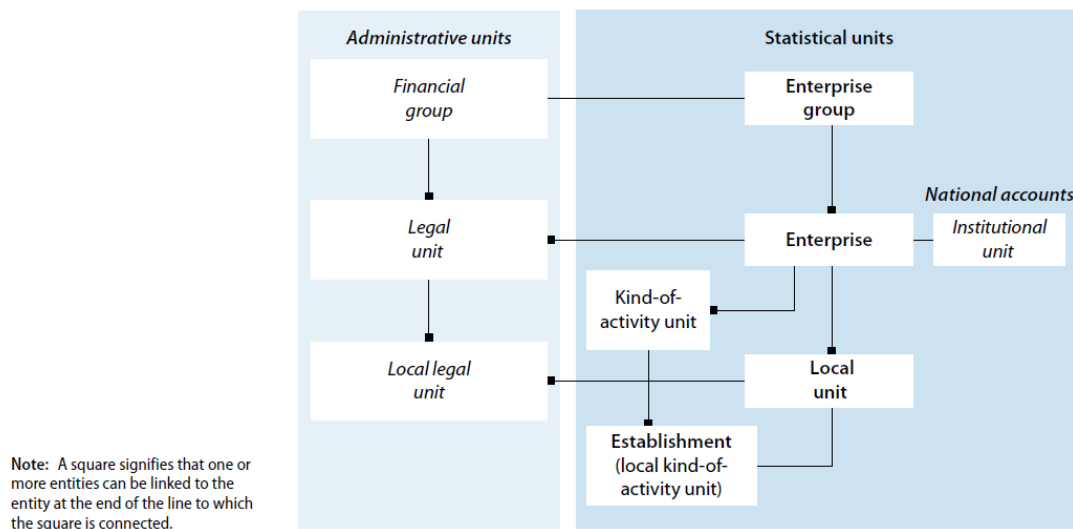 Administrative units
Statistical units
Financial
group
Enterprise
group
National accounts
Legal
unit
Enterprise
Institutional
unit
Kind-of-
activity unit
Local legal
unit
Local
unit
Establishment
(local kind-of-
activity unit)
Note: A square signifies that one or
more entities can be linked to the
entity at the end of the line to which
the square is connected.